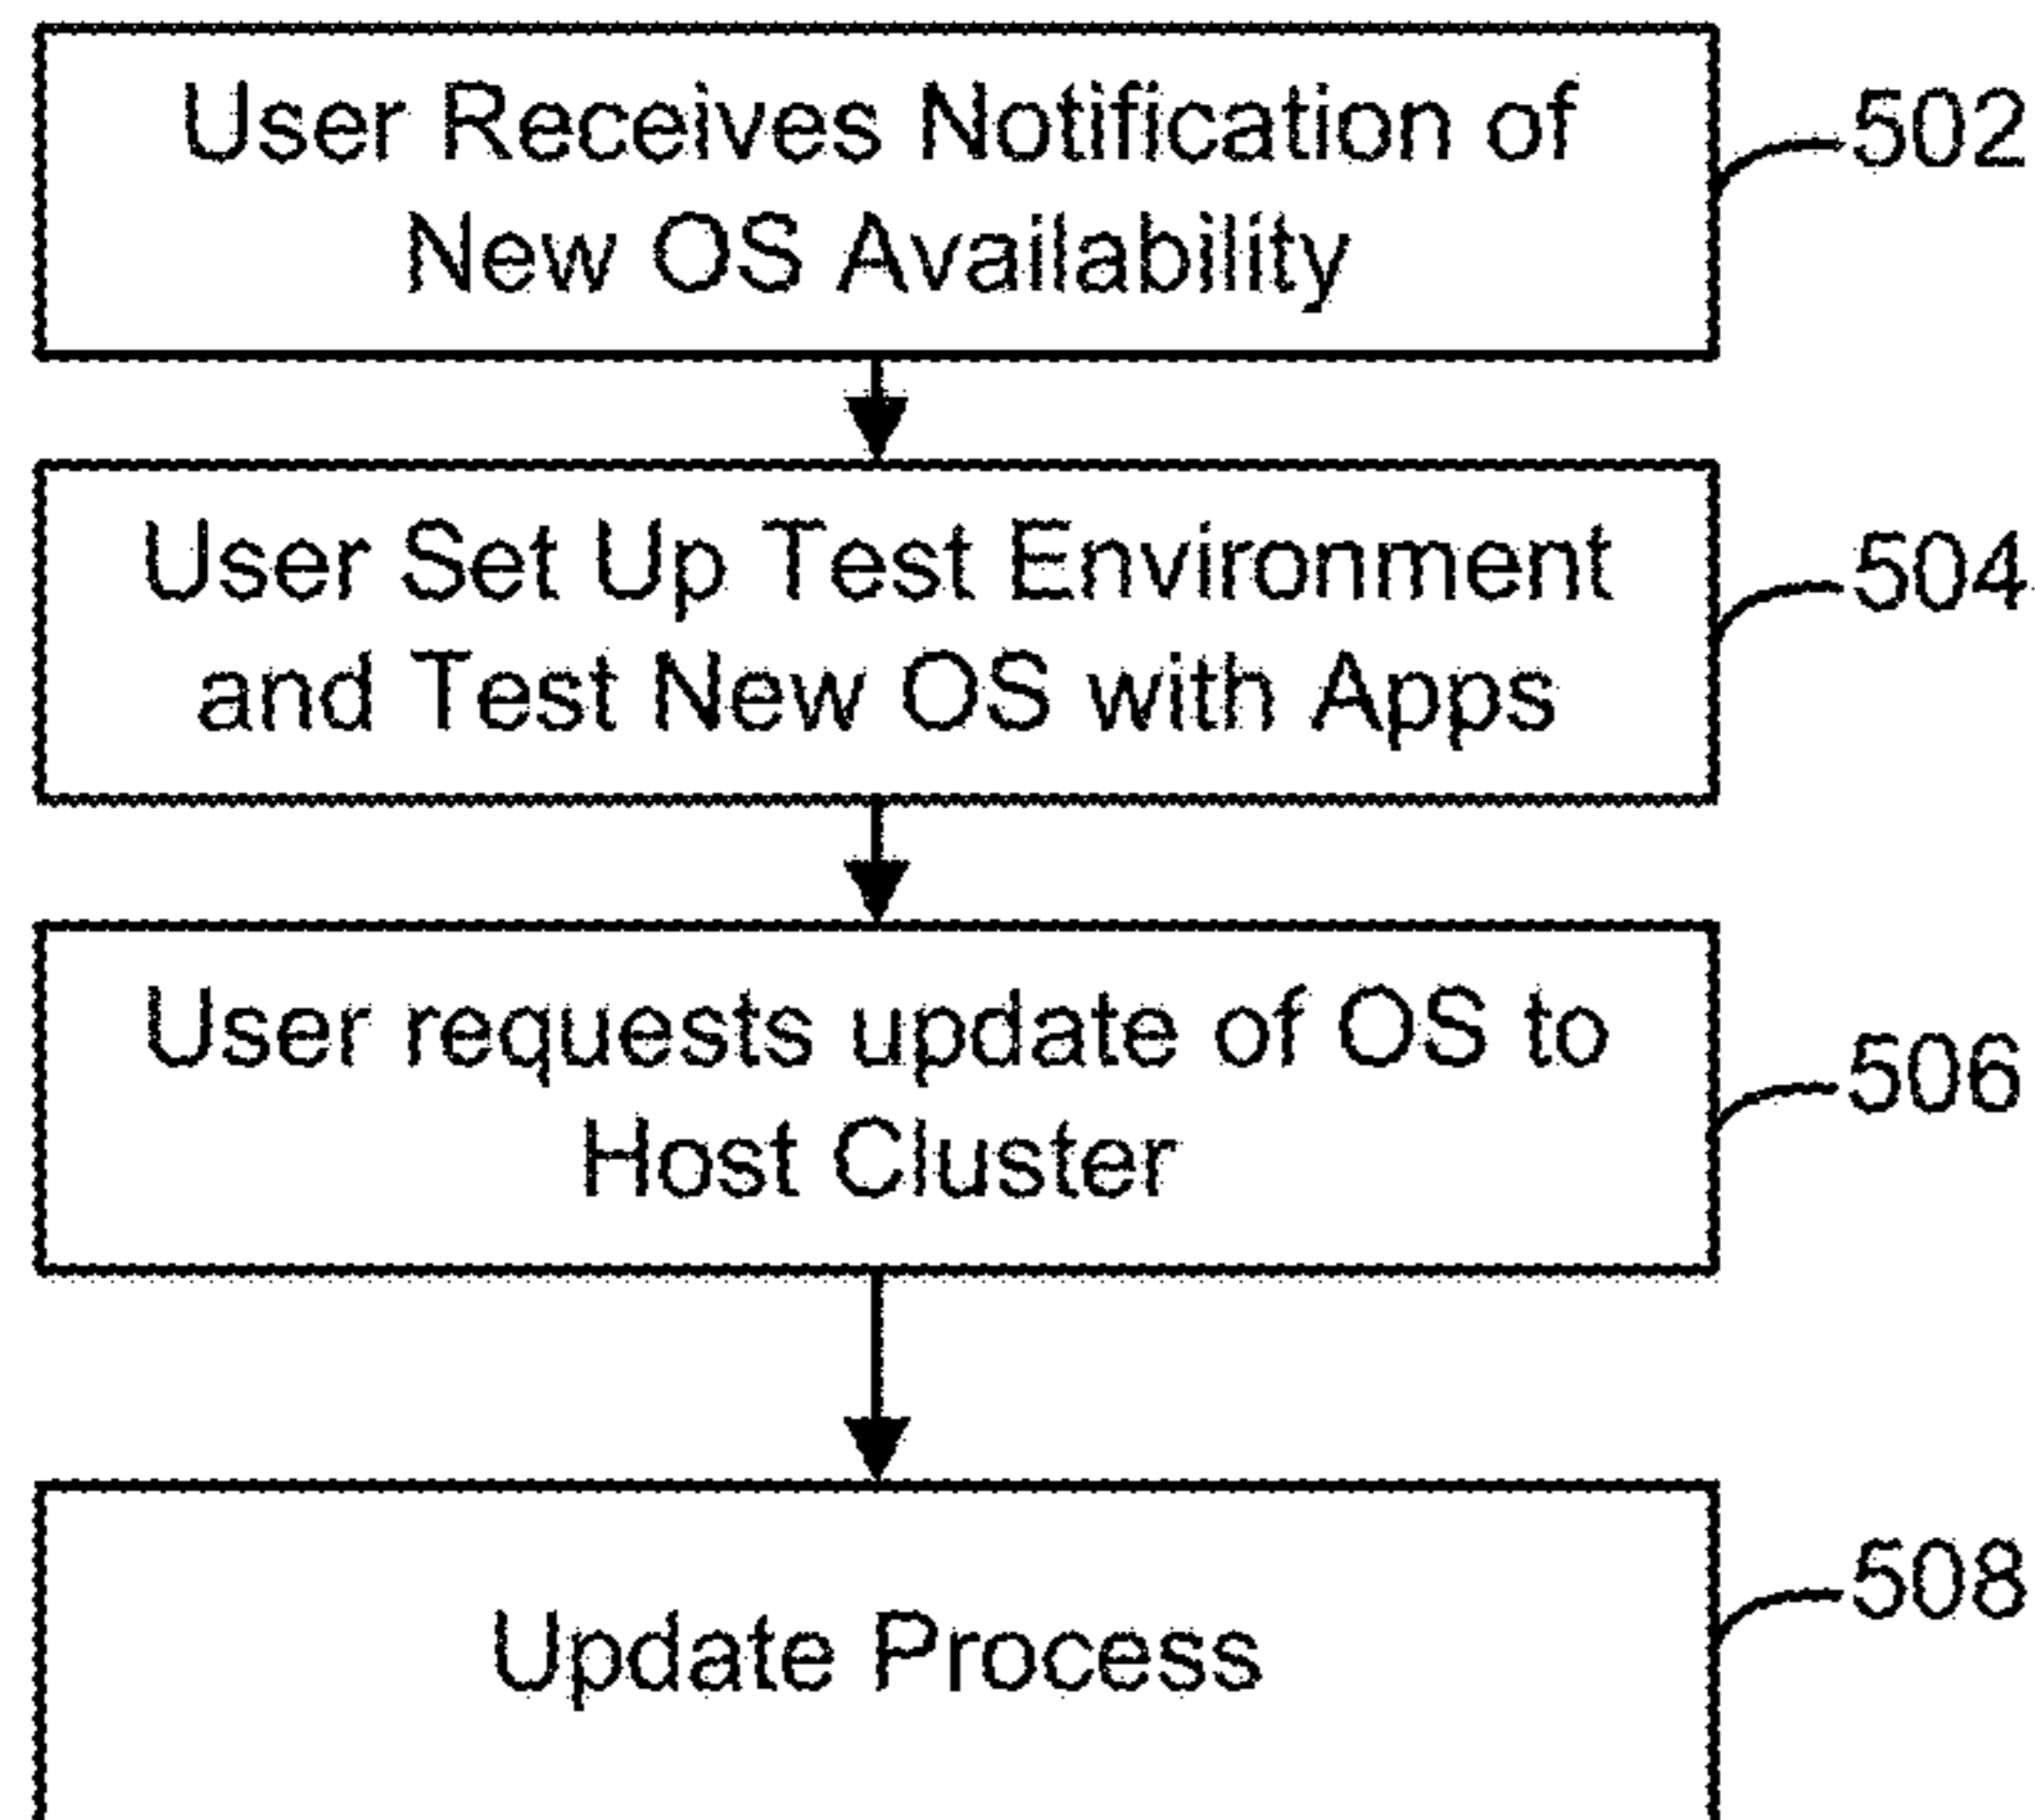 User Receives Notification of
New OS Availability
502
User Set Up Test Environment
and Test New OS with Apps
504
User requests update of OS to
Host Cluster
506
Update Process
508